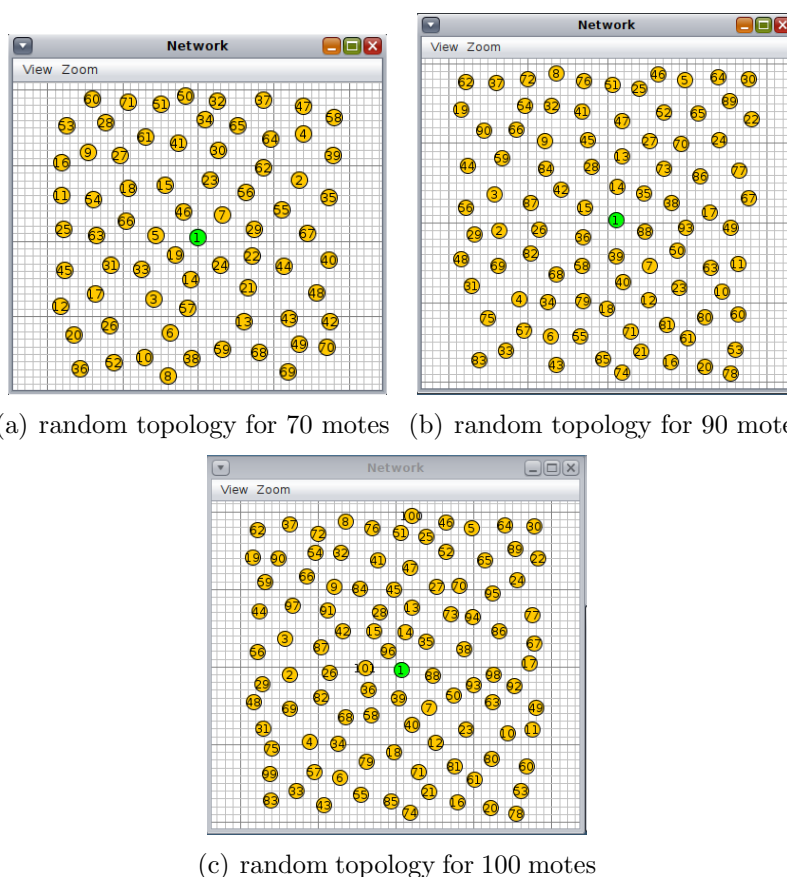 Network
View Zoom
60 71 51 50 32 37 47 58
53 28 61 41 34 65 64 4
16 9 27 30 62 39
11 54 18 15 23 56 2 35
25 63 66 5 46 1 7 29 55 67
45 31 33 19 14 24 22 44 40
12 17 3 57 21 48
20 26 6 13 43 42
36 52 10 8 38 59 68 69 49 70
Network
View Zoom
62 37 72 8 76 51 25 46 5 64 30
19 54 32 41 47 52 65 89 22
90 66 9 45 13 27 70 24
44 59 84 28 73 86 77
56 3 87 42 15 14 35 38 17 67
29 2 26 36 1 88 93 49
48 69 82 68 58 39 7 50 63 11
31 4 34 79 18 40 12 23 10
75 57 6 55 71 81 61 80 60
83 33 43 85 74 21 16 20 78 53
a) random topology for 70 motes (b) random topology for 90 mote
Network
View Zoom
62 37 72 8 76 100 51 25 46 5 64 30
19 90 54 32 41 47 52 65 89 22
59 66 9 84 45 27 70 95 24
44 97 91 28 13 73 94 77
56 3 87 42 15 14 96 35 38 86 67
29 2 26 101 1 88 93 98 92 17
48 69 82 36 68 58 39 7 50 63 49
31 75 4 34 18 40 12 23 10 11
99 57 6 79 71 81 61 80 60
83 33 43 55 85 74 21 16 20 78 53
(c) random topology for 100 motes